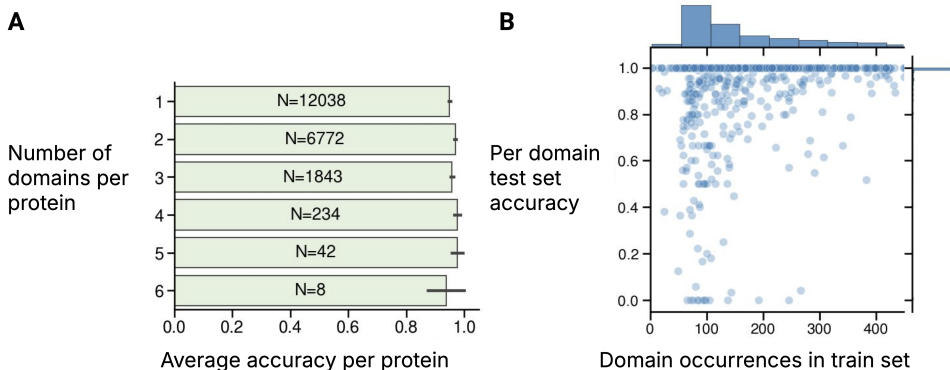 A
Number of
domains per
protein
1
2
3
4
5
6
N=12038
N=6772
N=1843
N=234
N=42
N=8
0.0 0.2 0.4 0.6 0.8 1.0
Average accuracy per protein
B
Per domain
test set
accuracy
1.0
0.8
0.6
0.4
0.2
0.0
0 100 200 300 400
Domain occurrences in train set